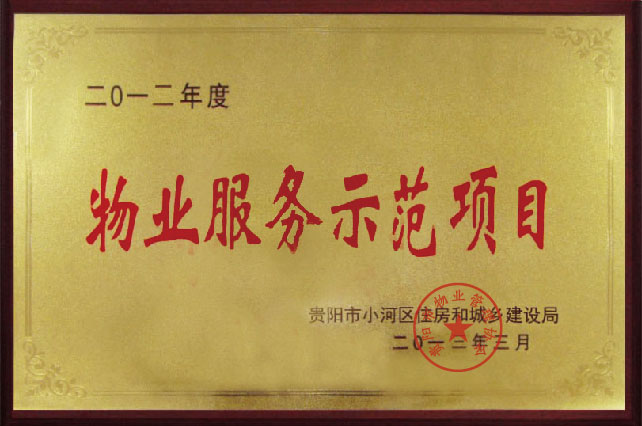 二〇一二年度
物业服务示范项目
贵阳市小河区住房和城乡建设局
二〇一三年三月